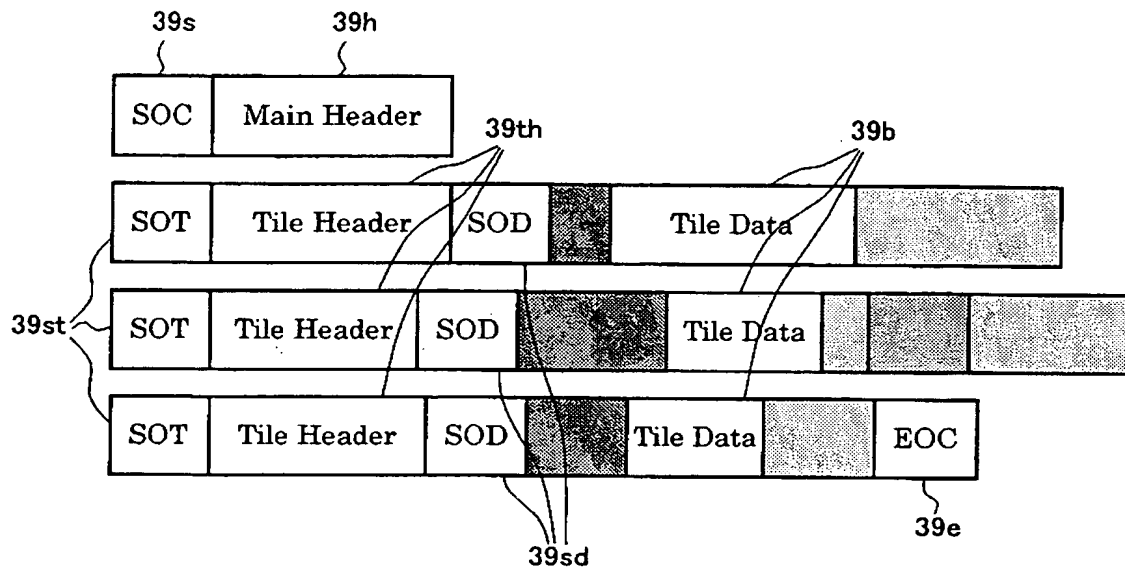 39s 39h
SOC Main Header
39th 39b
SOT Tile Header SOD Tile Data
39st SOT Tile Header SOD Tile Data
SOT Tile Header SOD Tile Data EOC
39e
39sd